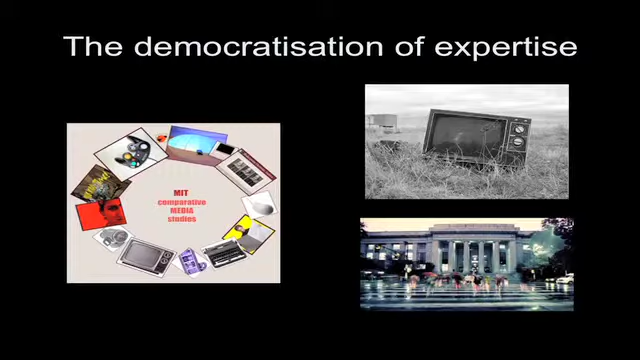 The democratisation of expertise
MIT
comparative
MEDIA
studies